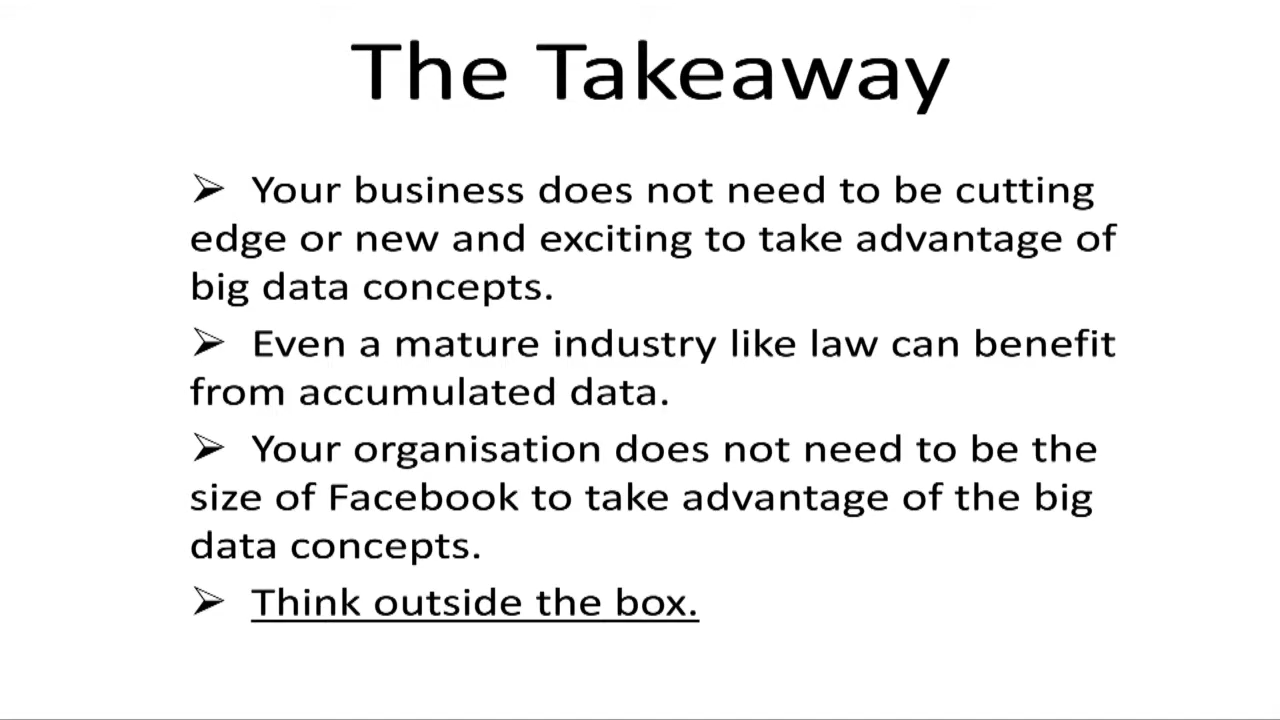 The Takeaway
➢ Your business does not need to be cutting
edge or new and exciting to take advantage of
big data concepts.
➢ Even a mature industry like law can benefit
from accumulated data.
➢ Your organisation does not need to be the
size of Facebook to take advantage of the big
data concepts.
➢ Think outside the box.